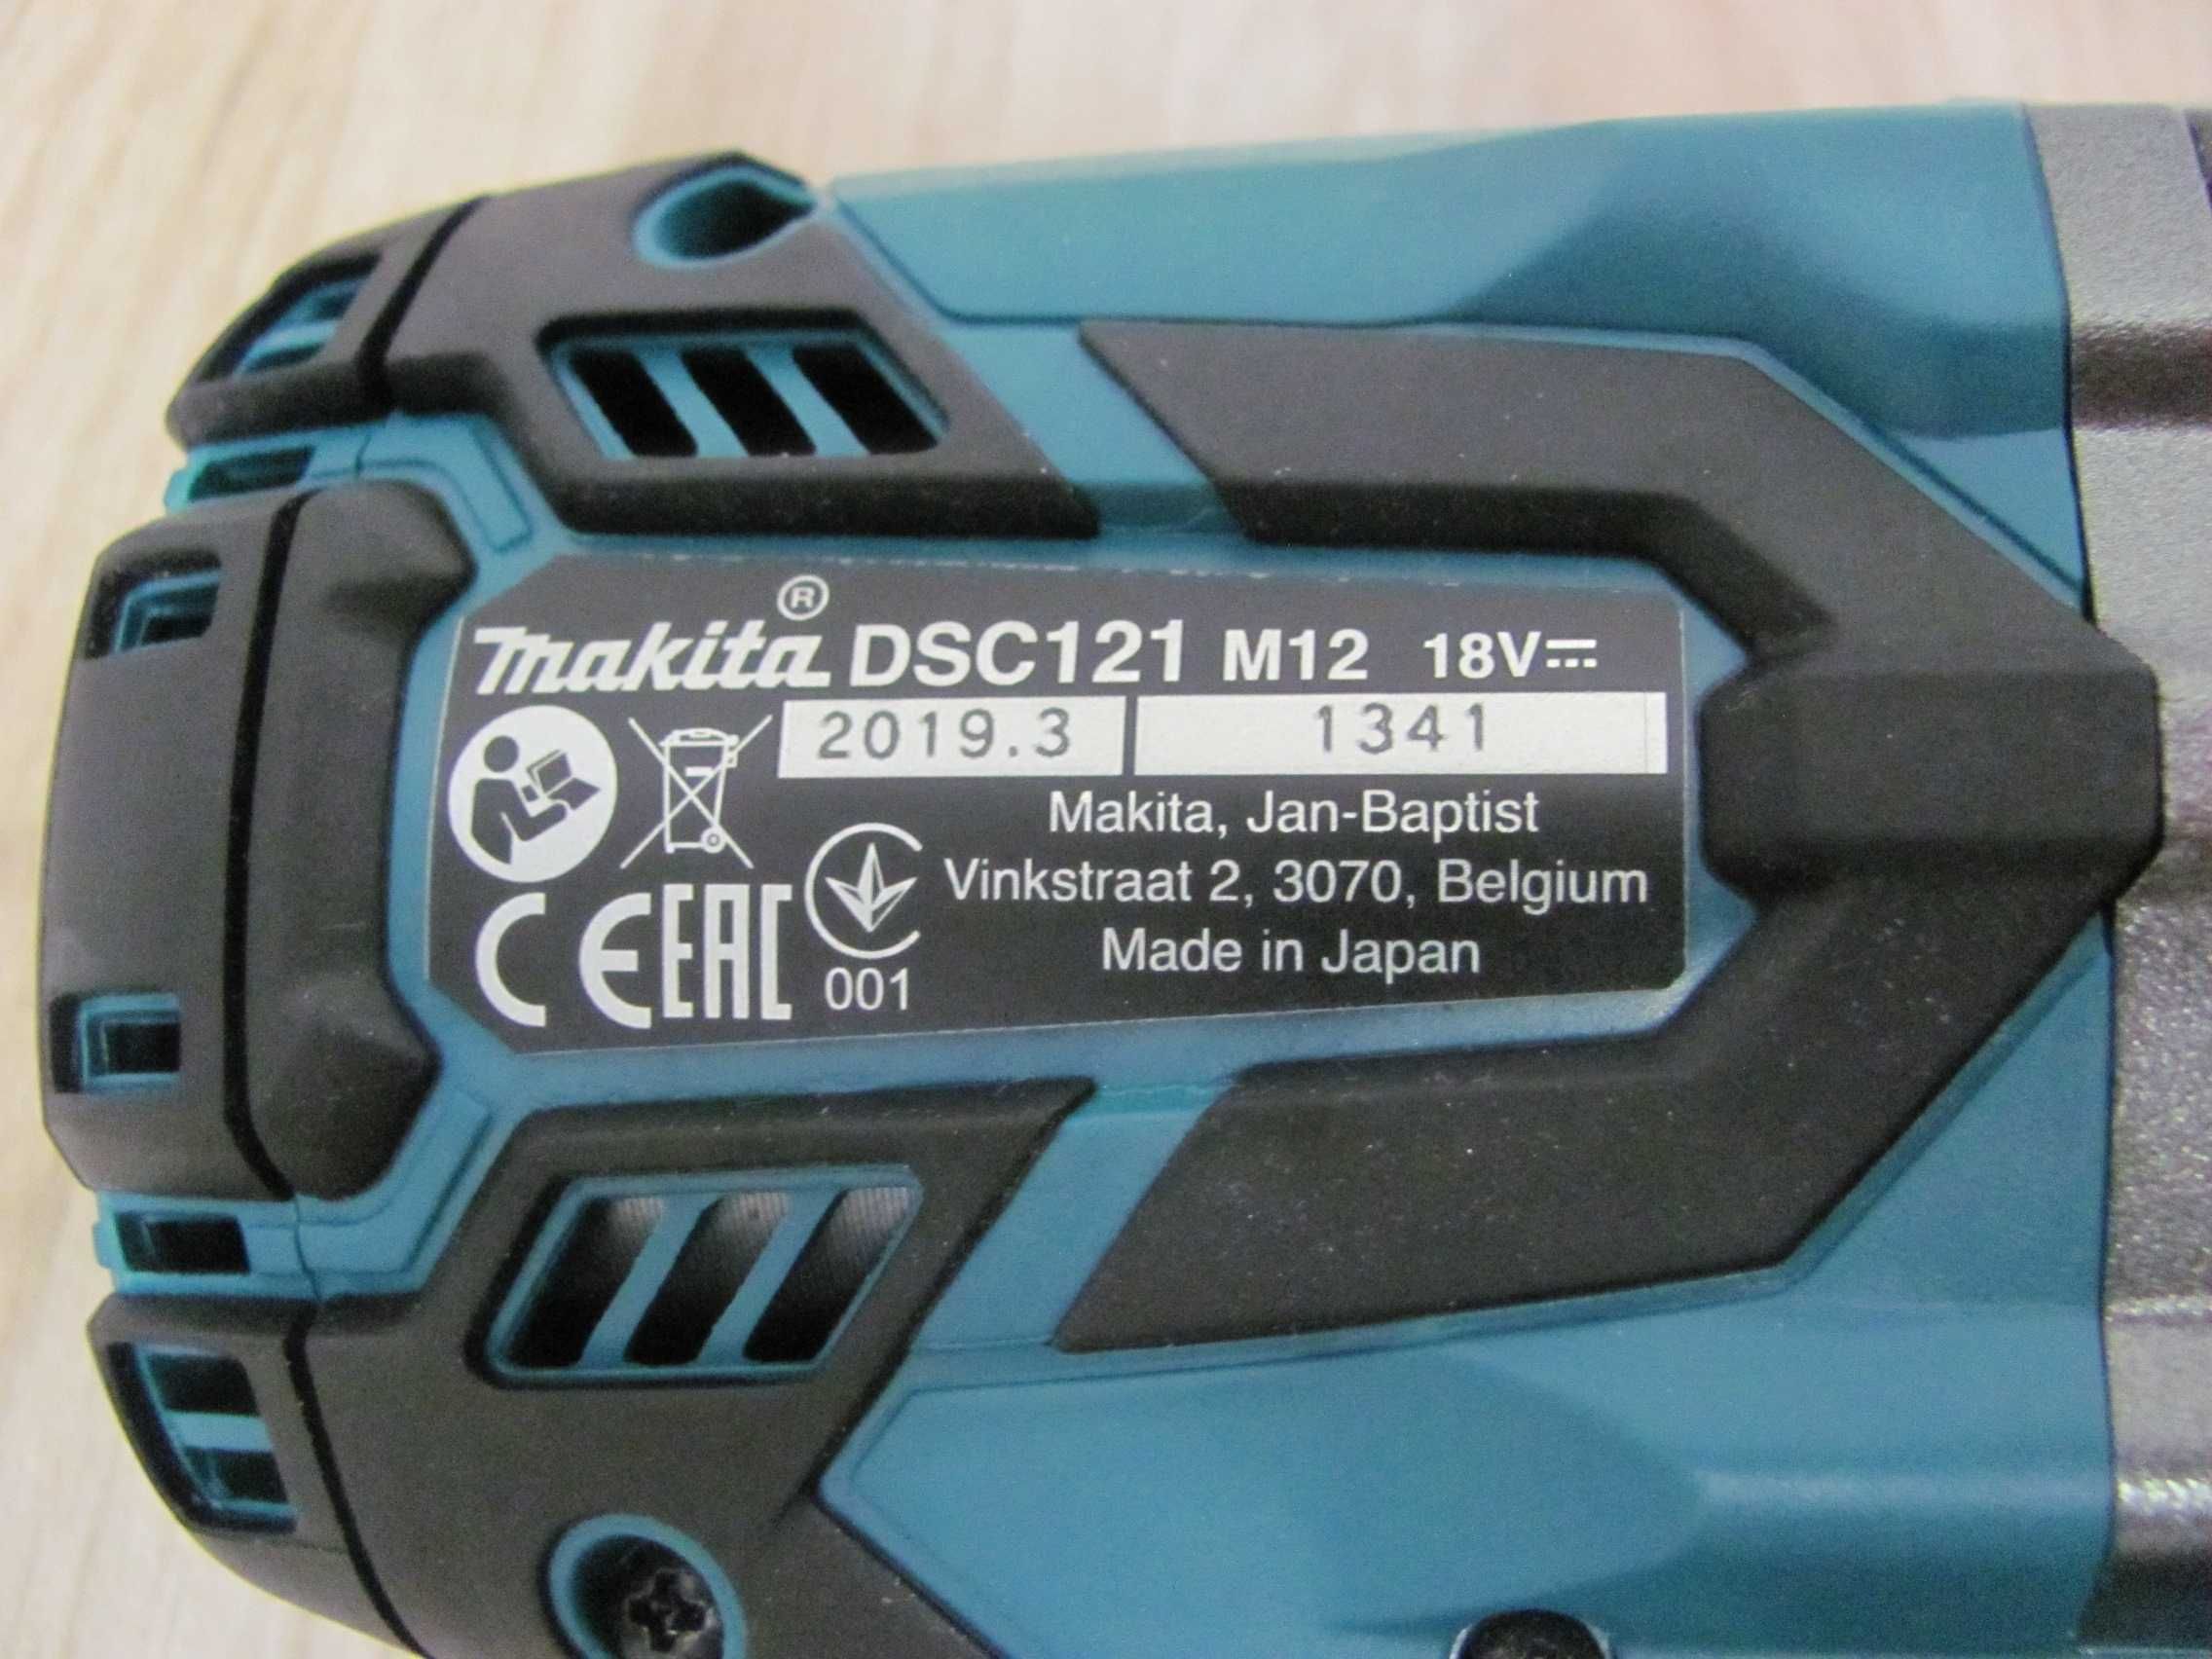 makita® DSC121 M12 18V⎓
2019.3 1341
Makita, Jan-Baptist
Vinkstraat 2, 3070, Belgium
Made in Japan
CE EAC 001